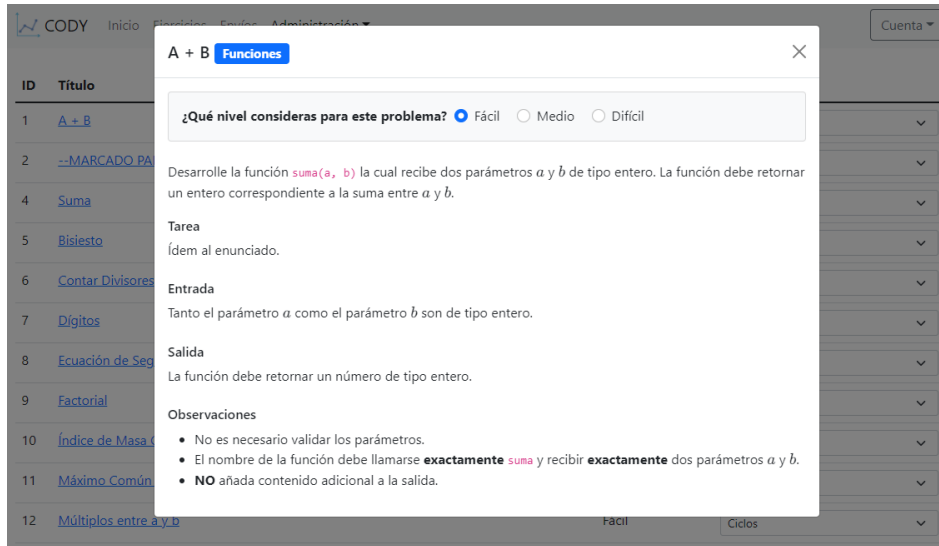 CODY Inicio Ejercicios Envíos Administración Cuenta
A + B Funciones
ID Título
¿Qué nivel consideras para este problema? Fácil Medio Difícil
1 A + B
2 --MARCADO PA
Desarrolle la función suma(a, b) la cual recibe dos parámetros a y b de tipo entero. La función debe retornar
un entero correspondiente a la suma entre a y b.
4 Suma
Tarea
5 Bisiesto
Ídem al enunciado.
6 Contar Divisores
Entrada
7 Dígitos
Tanto el parámetro a como el parámetro b son de tipo entero.
8 Ecuación de Seg
Salida
La función debe retornar un número de tipo entero.
9 Factorial
Observaciones
10 Índice de Masa
No es necesario validar los parámetros.
El nombre de la función debe llamarse exactamente suma y recibir exactamente dos parámetros a y b.
11 Máximo Común
NO añada contenido adicional a la salida.
12 Múltiplos entre a y b Fácil Ciclos